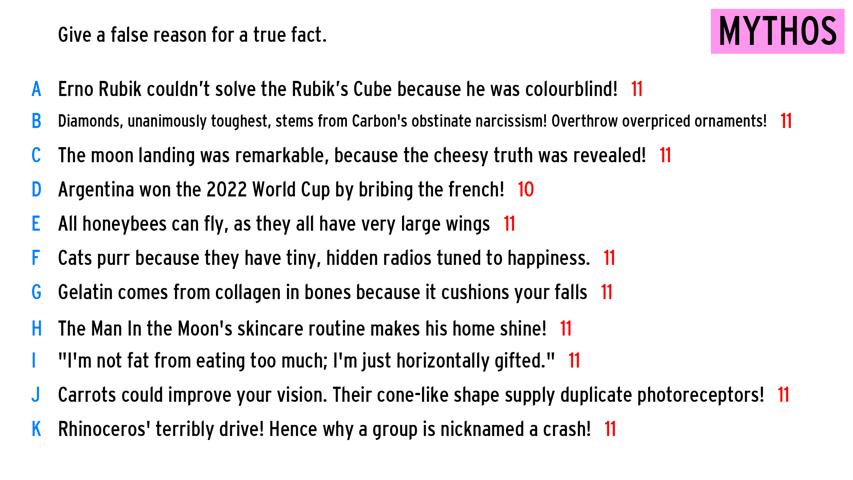 Give a false reason for a true fact.
MYTHOS
A Erno Rubik couldn't solve the Rubik's Cube because he was colourblind! 11
B Diamonds, unanimously toughest, stems from Carbon's obstinate narcissism! Overthrow overpriced ornaments! 11
C The moon landing was remarkable, because the cheesy truth was revealed! 11
D Argentina won the 2022 World Cup by bribing the french! 10
E All honeybees can fly, as they all have very large wings 11
F Cats purr because they have tiny, hidden radios tuned to happiness. 11
G Gelatin comes from collagen in bones because it cushions your falls 11
H The Man In the Moon's skincare routine makes his home shine! 11
I "I'm not fat from eating too much; I'm just horizontally gifted." 11
J Carrots could improve your vision. Their cone-like shape supply duplicate photoreceptors! 11
K Rhinoceros' terribly drive! Hence why a group is nicknamed a crash! 11